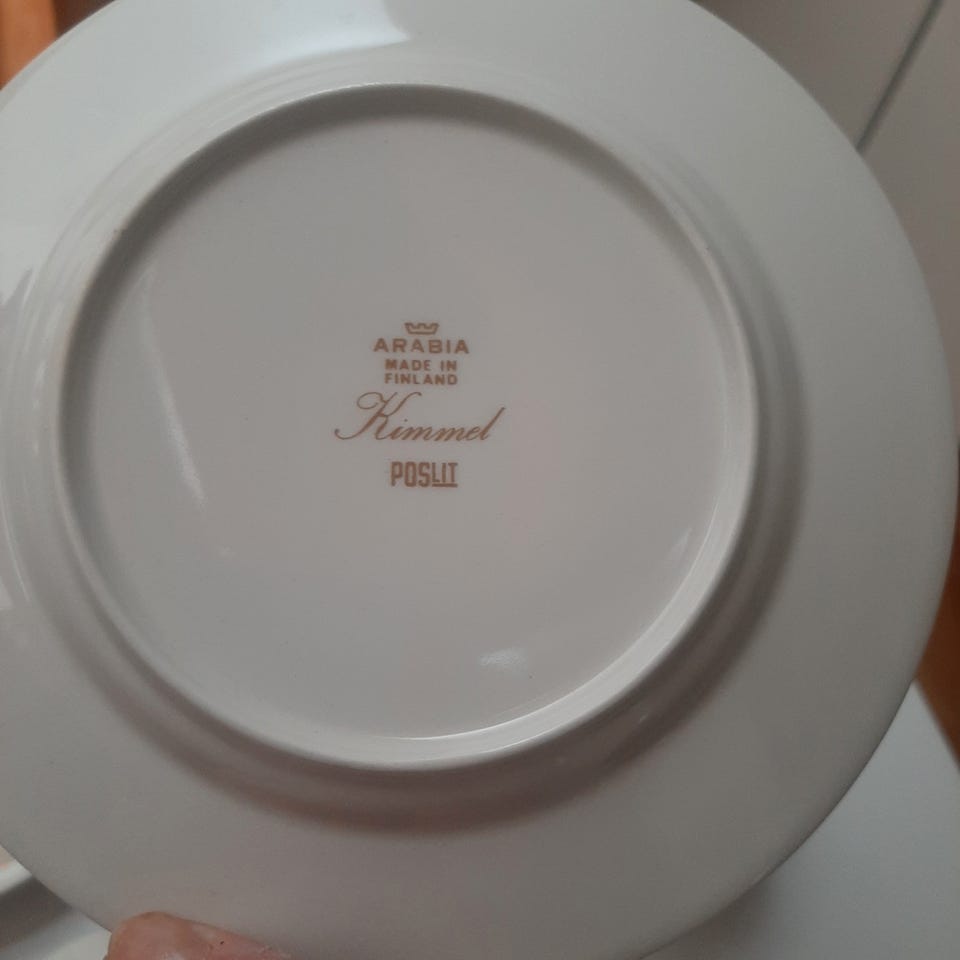 ARABIA
MADE IN
FINLAND
Kimmel
POSLIT